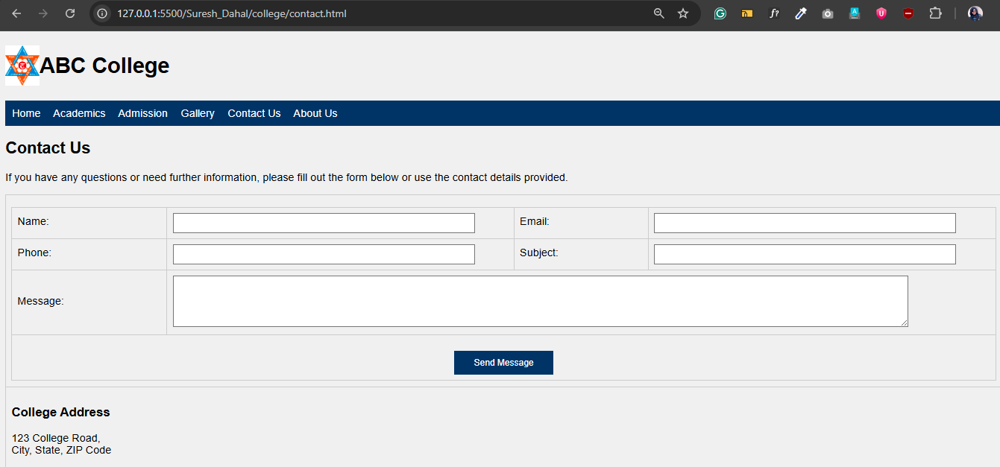 127.0.0.1:5500/Suresh_Dahal/college/contact.html
ABC College
Home Academics Admission Gallery Contact Us About Us
Contact Us
If you have any questions or need further information, please fill out the form below or use the contact details provided.
Name: Email:
Phone: Subject:
Message:
Send Message
College Address
123 College Road,
City, State, ZIP Code